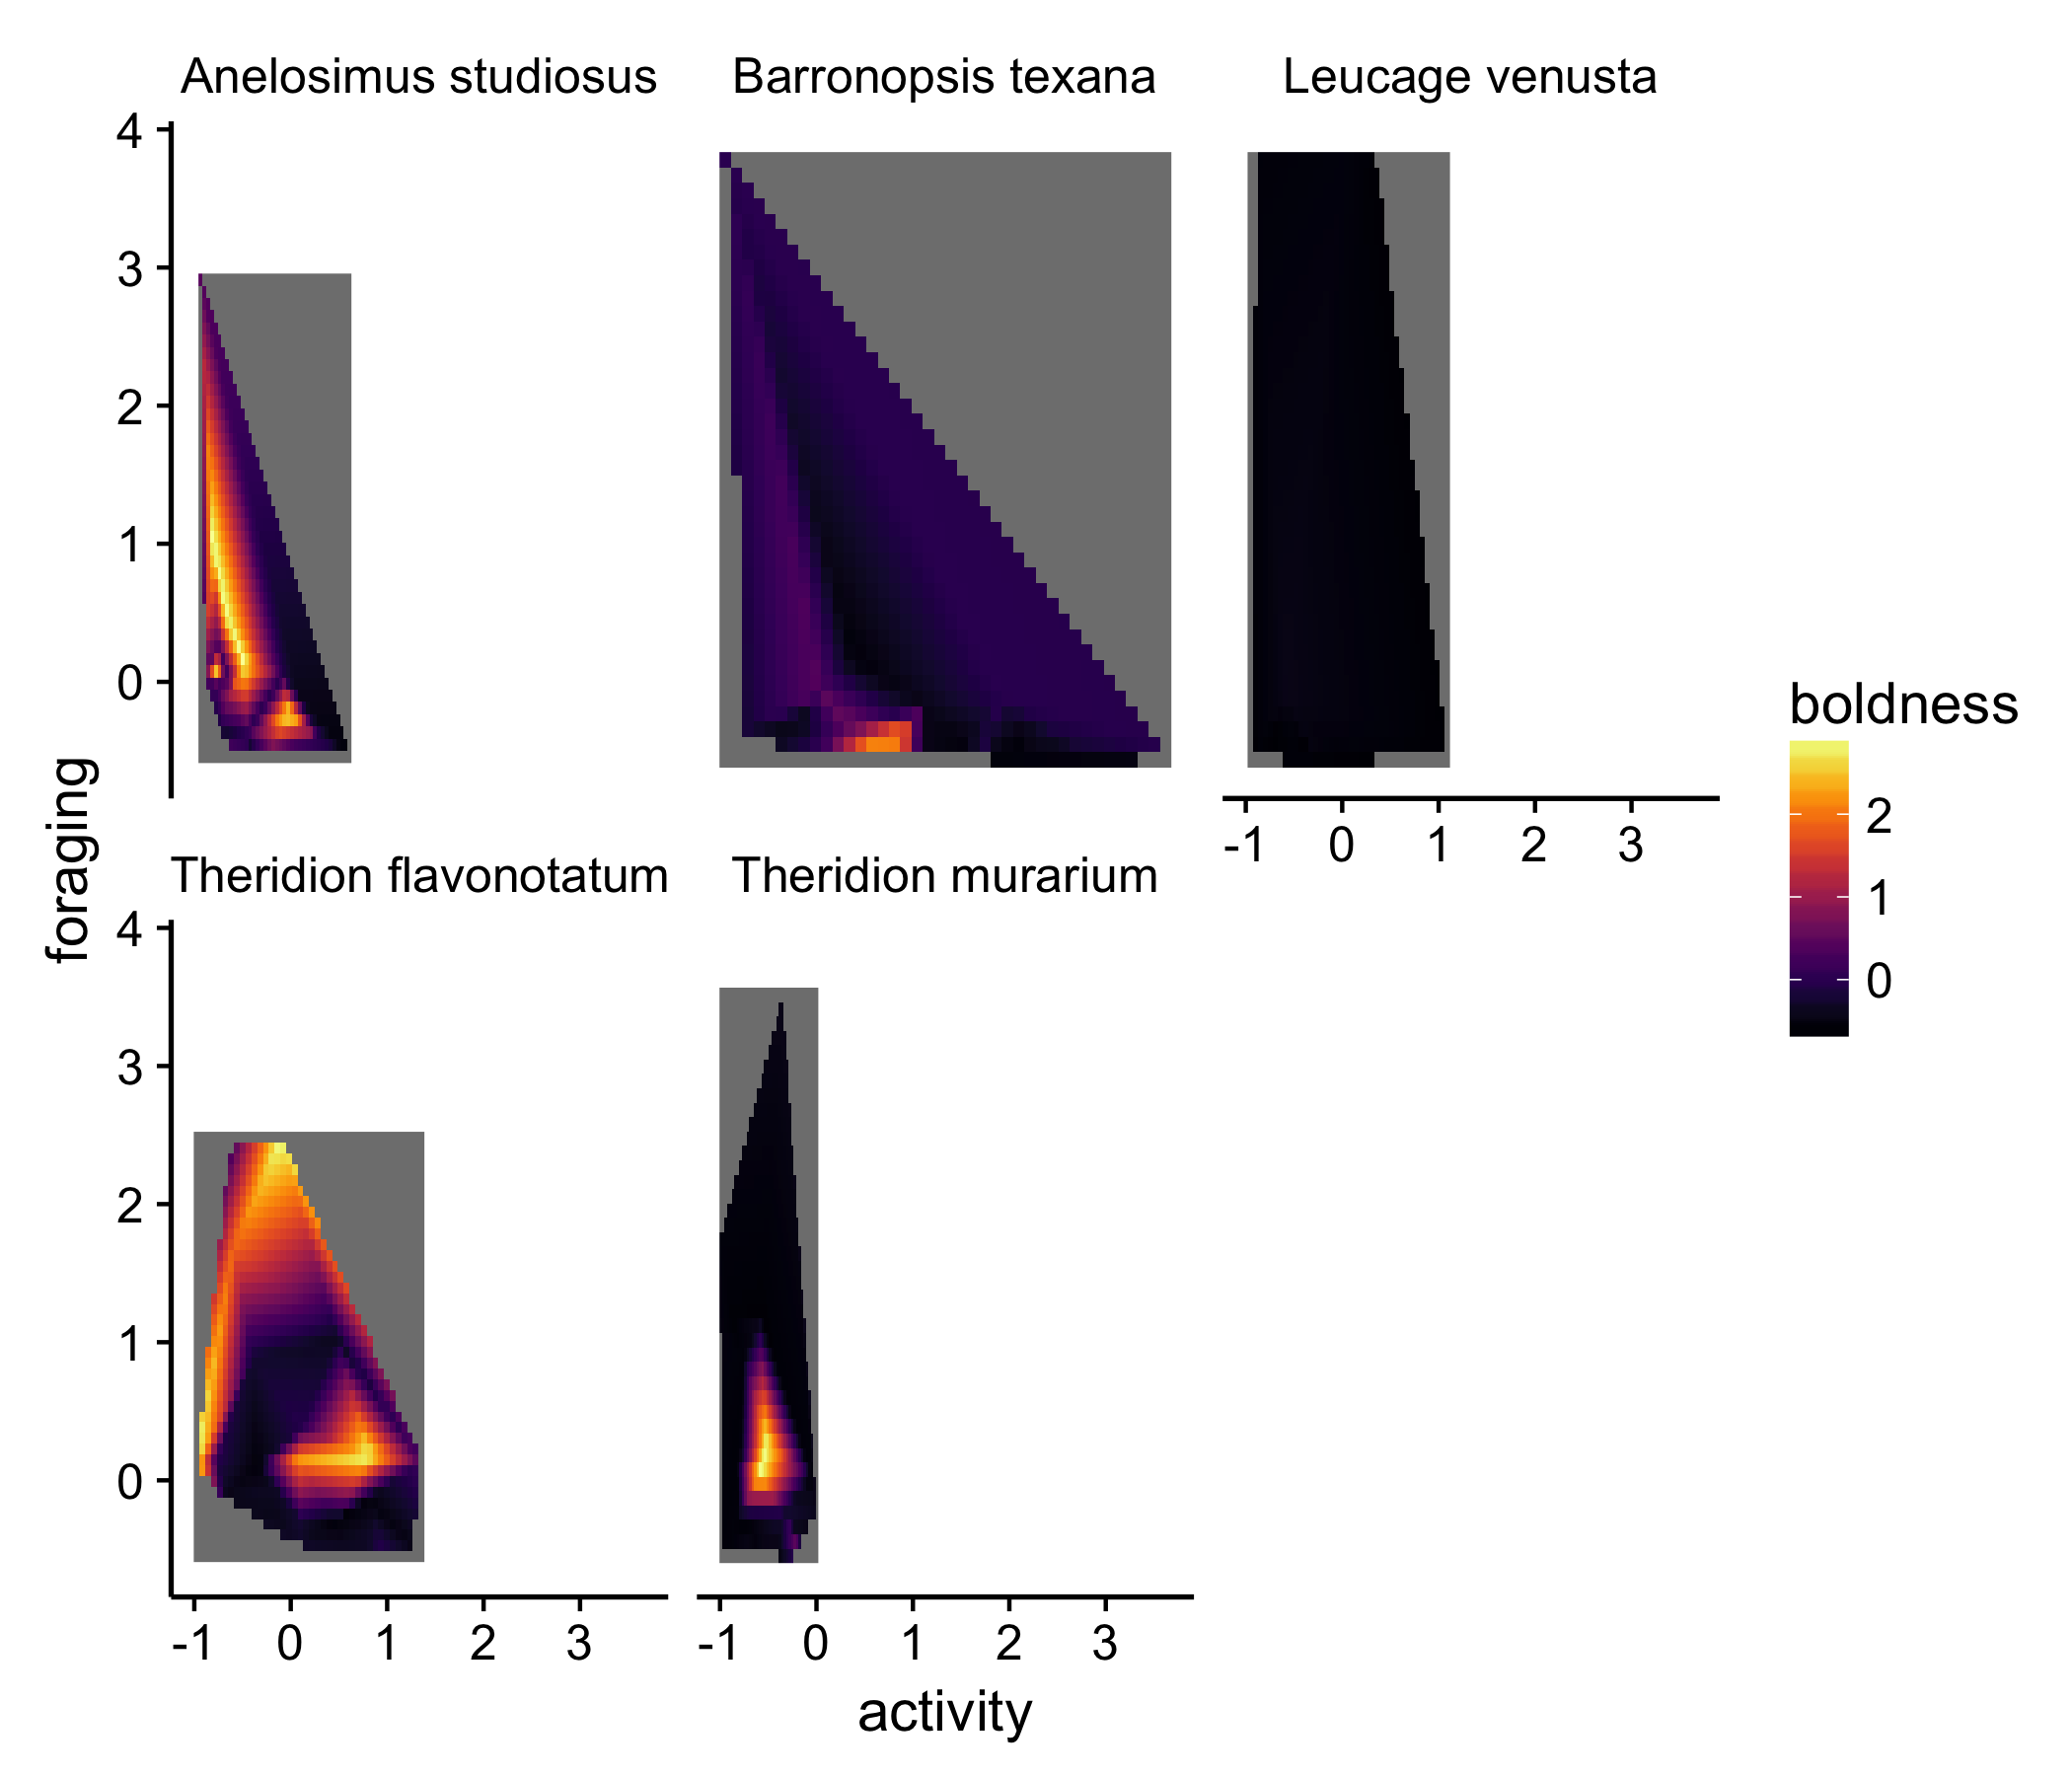 Anelosimus studiosus
Barronopsis texana
Leucage venusta
4
3
2
1
0
-1 0 1 2 3
foraging
boldness
2
1
0
Theridion flavonotatum
Theridion murarium
4
3
2
1
0
-1 0 1 2 3
-1 0 1 2 3
activity